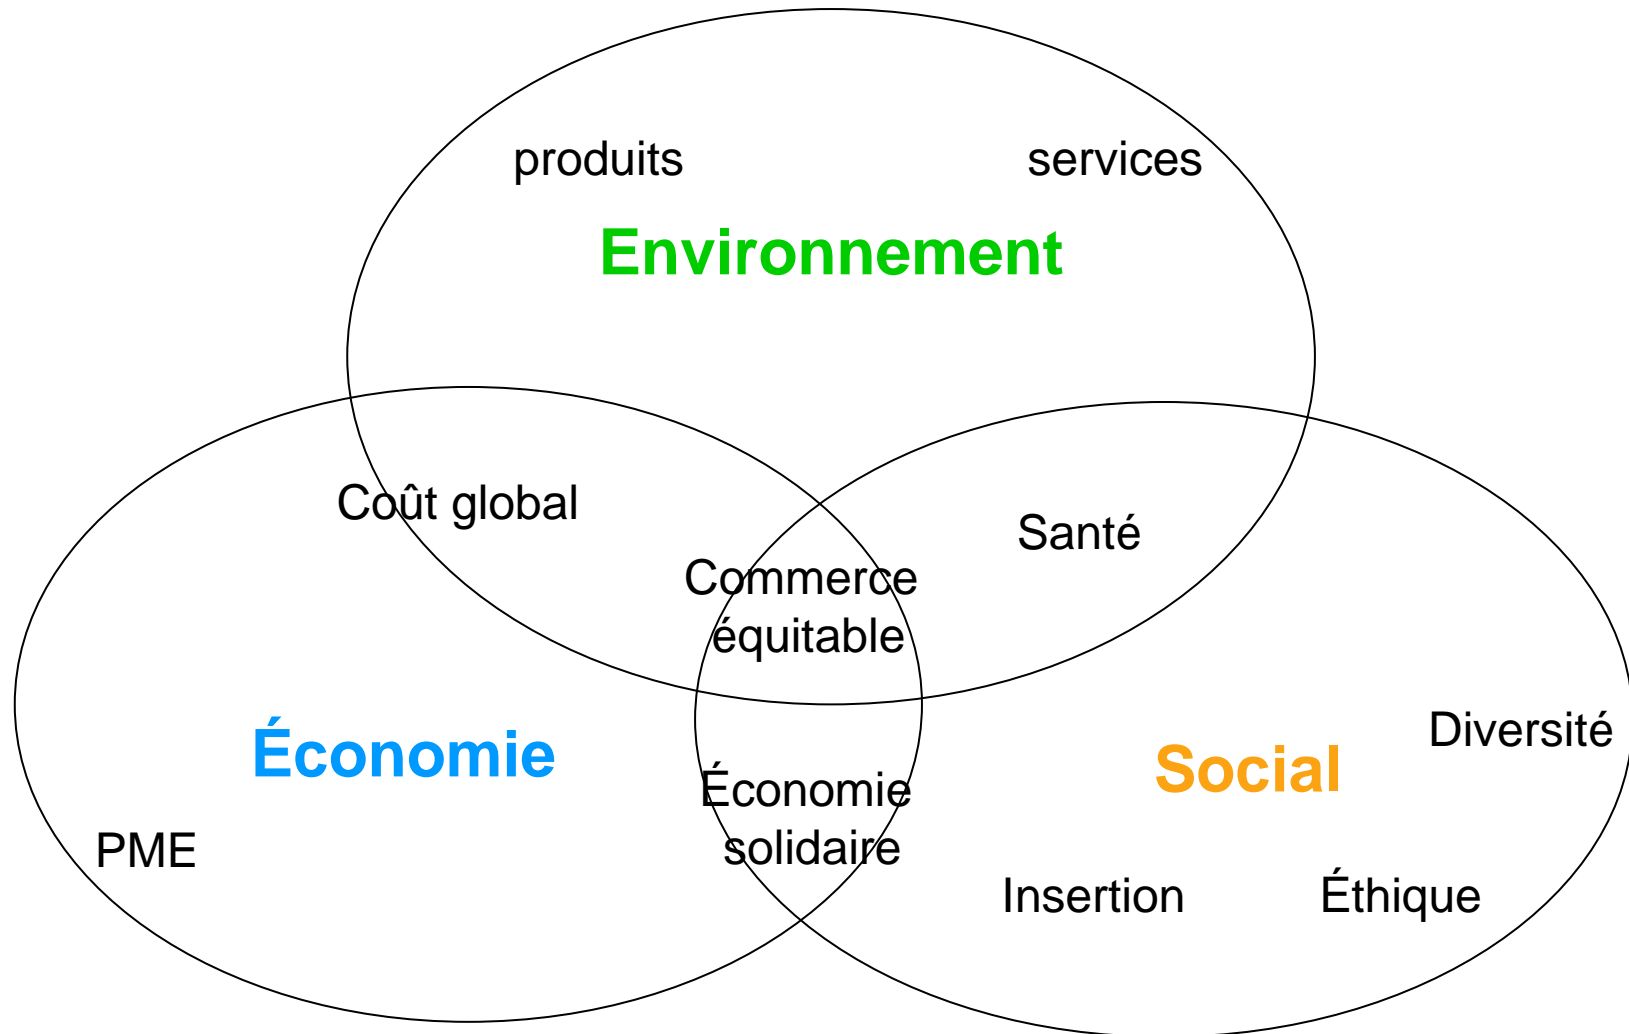 produits
services
Environnement
Coût global
Santé
Commerce
équitable
Économie
Social
Diversité
Économie
solidaire
PME
Insertion
Éthique